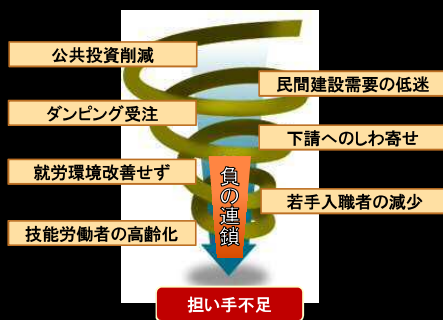 公共投資削減
民間建設需要の低迷
ダンピング受注
下請へのしわ寄せ
就労環境改善せず
若手入職者の減少
技能労働者の高齢化
負の連鎖
担い手不足